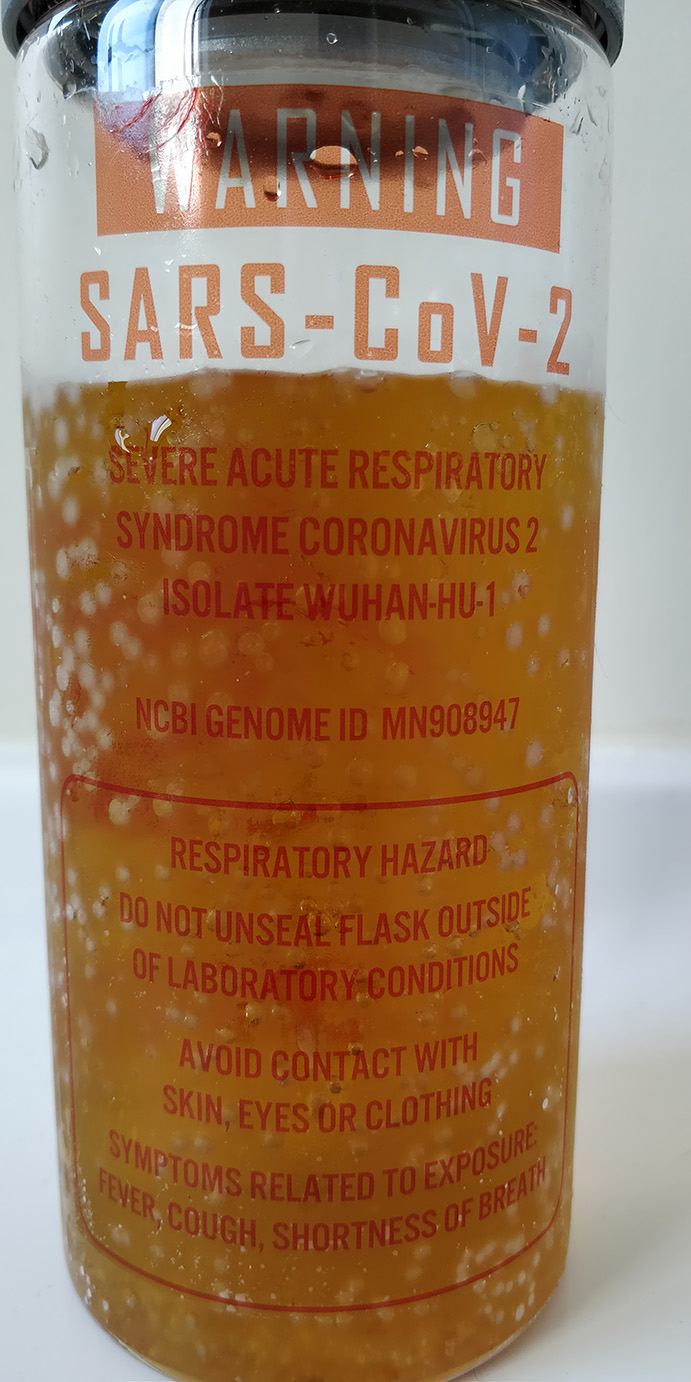 WARNING
SARS-CoV-2
SEVERE ACUTE RESPIRATORY
SYNDROME CORONAVIRUS 2
ISOLATE WUHAN-HU-1
NCBI GENOME ID MN908947
RESPIRATORY HAZARD
DO NOT UNSEAL FLASK OUTSIDE
OF LABORATORY CONDITIONS
AVOID CONTACT WITH
SKIN, EYES OR CLOTHING
SYMPTOMS RELATED TO EXPOSURE:
FEVER, COUGH, SHORTNESS OF BREATH